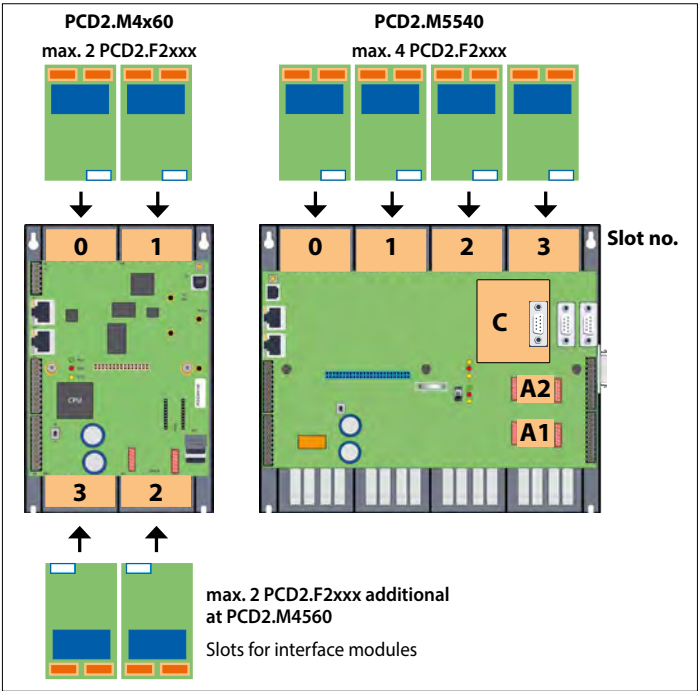 PCD2.M4x60
max. 2 PCD2.F2xxx
PCD2.M5540
max. 4 PCD2.F2xxx
0
1
0
1
2
3
Slot no.
C
CPU
A2
A1
3
2
max. 2 PCD2.F2xxx additional
at PCD2.M4560
Slots for interface modules